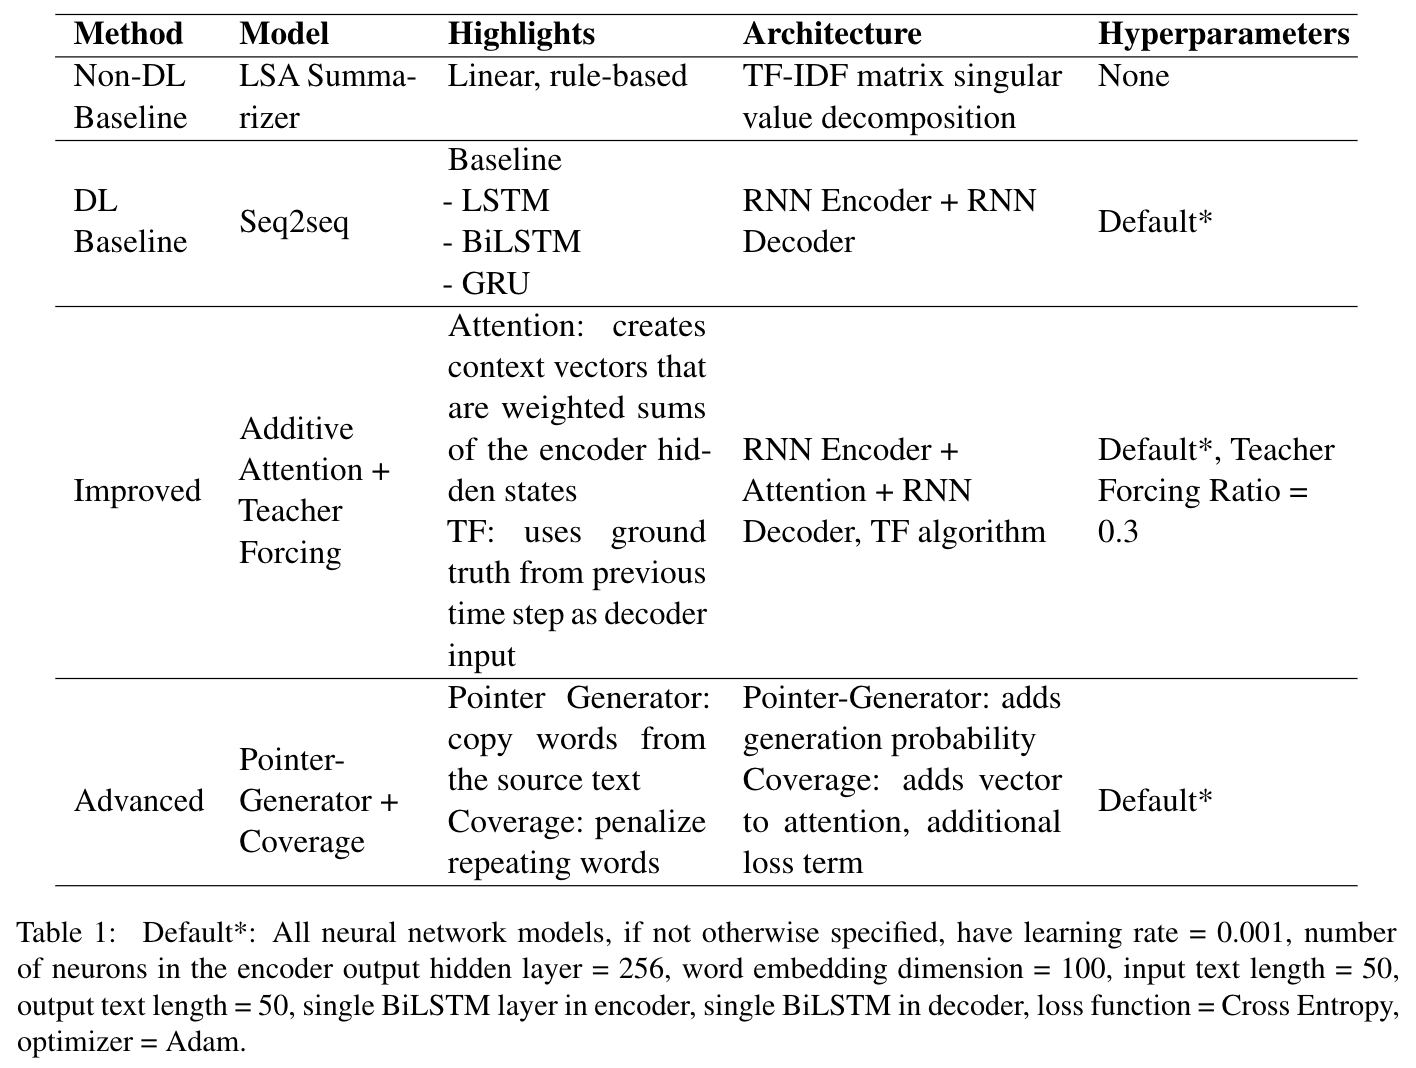 Method Model Highlights Architecture Hyperparameters
Non-DL Baseline
LSA Summa-
rizer
Linear, rule-based
TF-IDF matrix singular
value decomposition
None
DL
Baseline
Seq2seq
Baseline
- LSTM
- BiLSTM
- GRU
RNN Encoder + RNN
Decoder
Default*
Improved
Additive
Attention +
Teacher
Forcing
Attention: creates
context vectors that
are weighted sums
of the encoder hid-
den states
TF: uses ground
truth from previous
time step as decoder
input
RNN Encoder +
Attention + RNN
Decoder, TF algorithm
Default*, Teacher
Forcing Ratio =
0.3
Advanced
Pointer-
Generator +
Coverage
Pointer Generator:
copy words from
the source text
Coverage: penalize
repeating words
Pointer-Generator: adds
generation probability
Coverage: adds vector
to attention, additional
loss term
Default*
Table 1: Default*: All neural network models, if not otherwise specified, have learning rate = 0.001, number
of neurons in the encoder output hidden layer = 256, word embedding dimension = 100, input text length = 50,
output text length = 50, single BiLSTM layer in encoder, single BiLSTM in decoder, loss function = Cross Entropy,
optimizer = Adam.